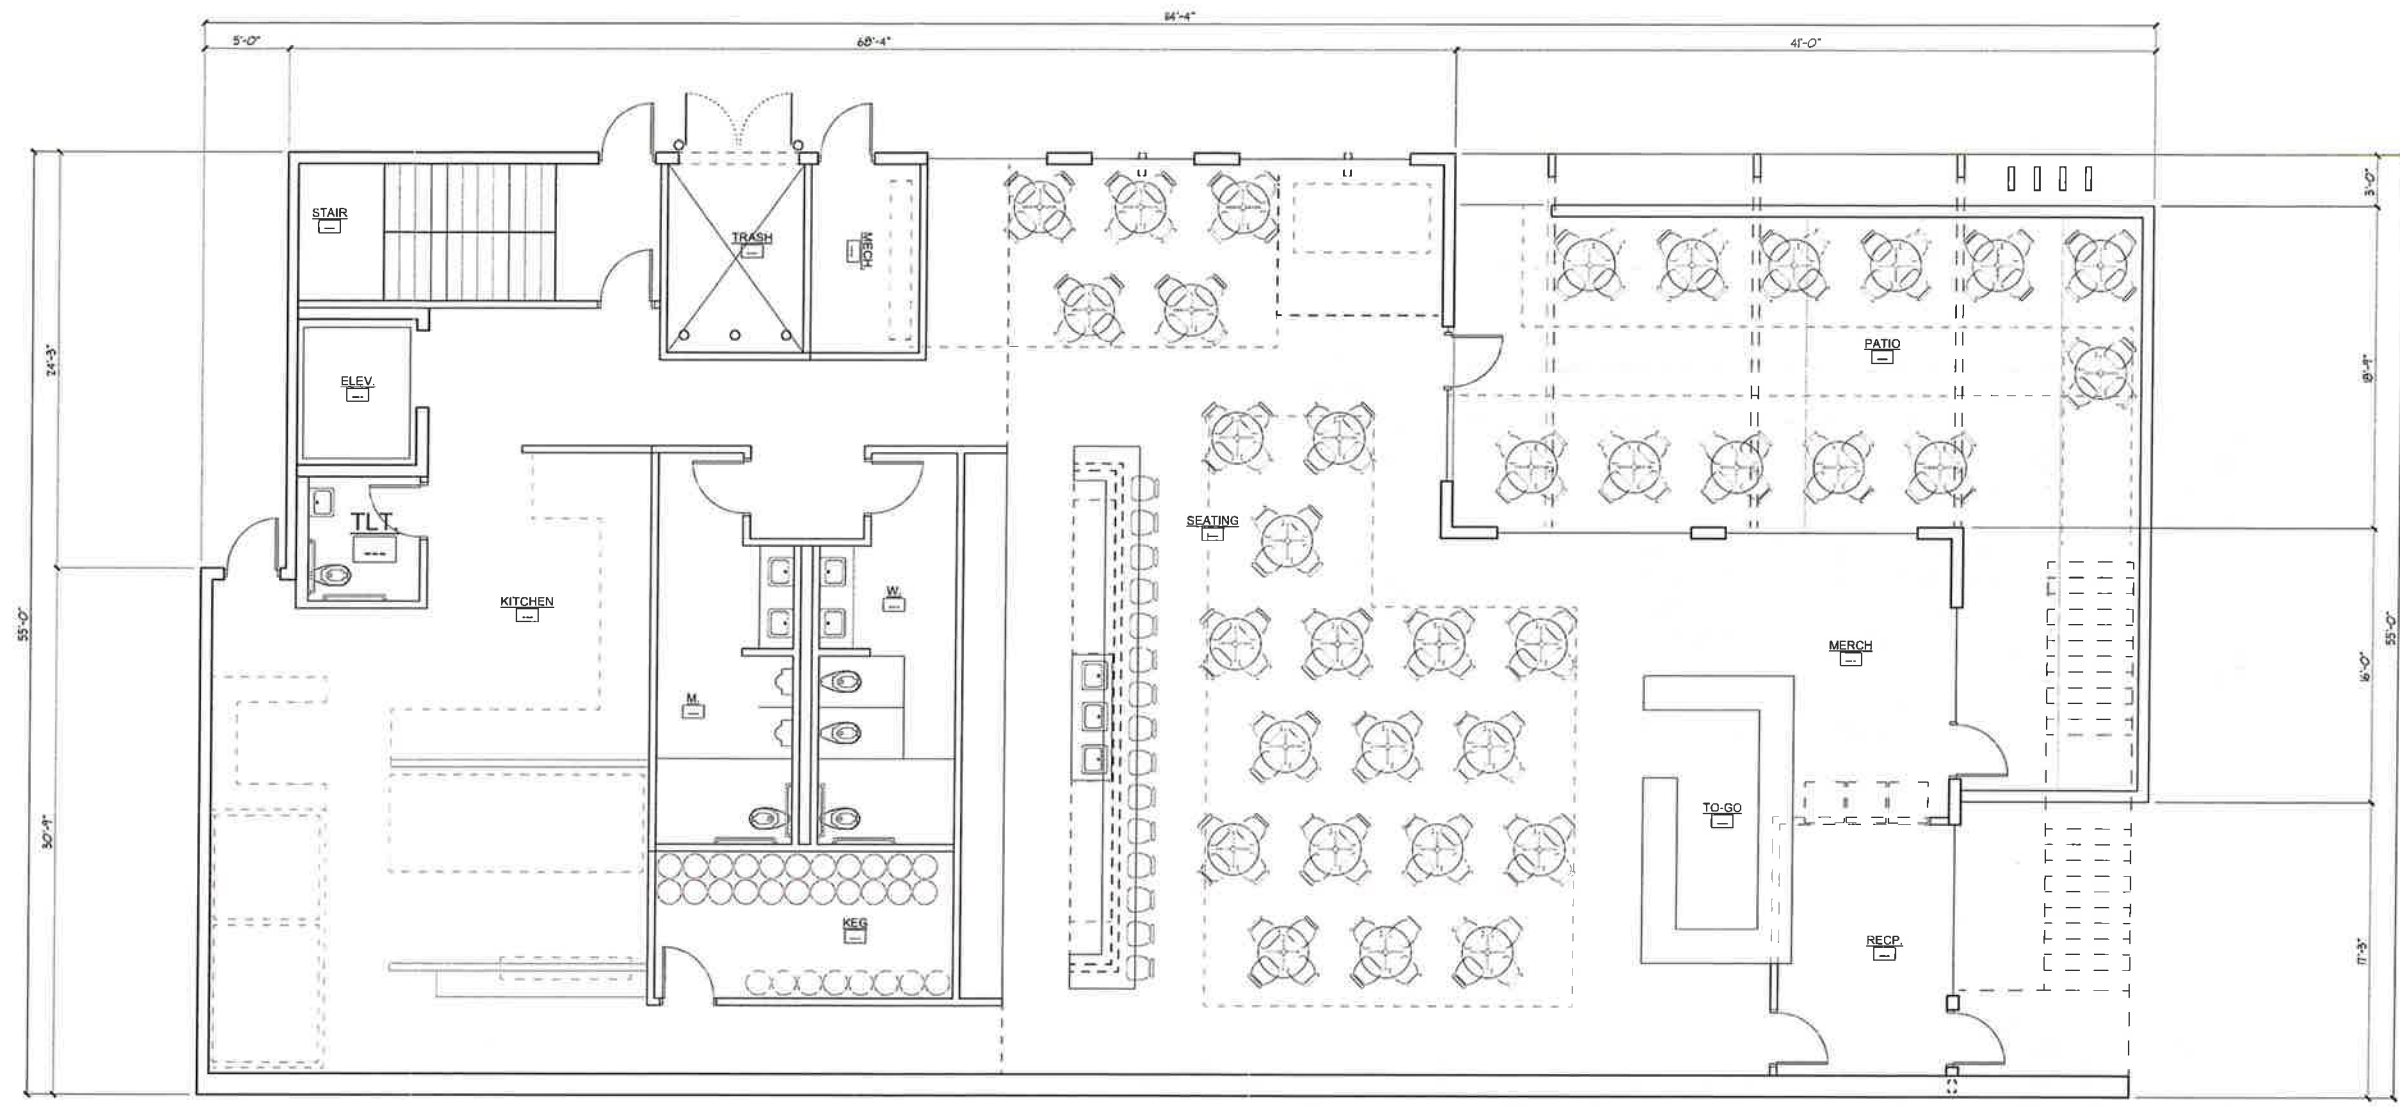 114'-4"
5'-0"
68'-4"
41'-0"
3'-0"
STAIR
TRASH
MECH.
24'-3"
ELEV.
PATIO
18'-9"
SEATING
TLT.
KITCHEN
W.
55'-0"
55'-0"
MERCH
16'-0"
M.
TO-GO
30'-9"
KEG
RECP.
17'-3"